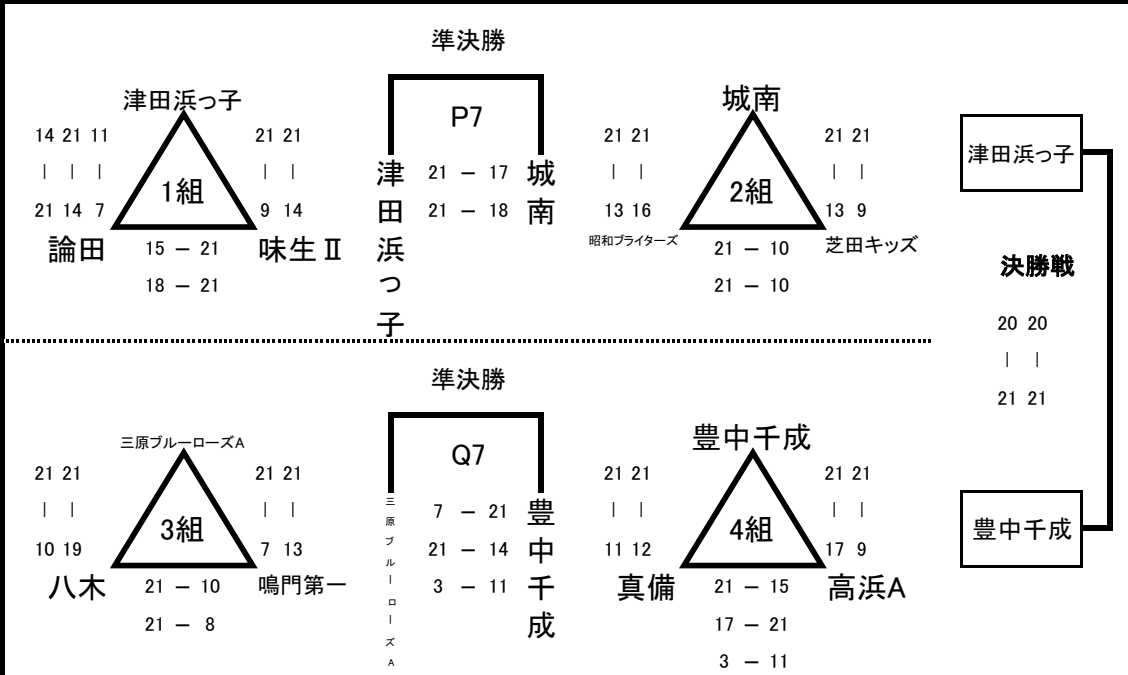 準決勝
津田浜っ子
14 21 11
| | |
21 14 7
21 21
| |
9 14
1組
論田
味生Ⅱ
15 － 21
18 － 21
P7
津田浜っ子
21 － 17
21 － 18
城南
城南
21 21
| |
13 16
21 21
| |
13 9
2組
昭和ブライターズ
芝田キッズ
21 － 10
21 － 10
準決勝
三原ブルーローズA
21 21
| |
10 19
21 21
| |
7 13
3組
八木
鳴門第一
21 － 10
21 － 8
Q7
三原ブルーローズA
7 － 21
21 － 14
3 － 11
豊中千成
豊中千成
21 21
| |
11 12
21 21
| |
17 9
4組
真備
高浜A
21 － 15
17 － 21
3 － 11
津田浜っ子
決勝戦
20 20
| |
21 21
豊中千成